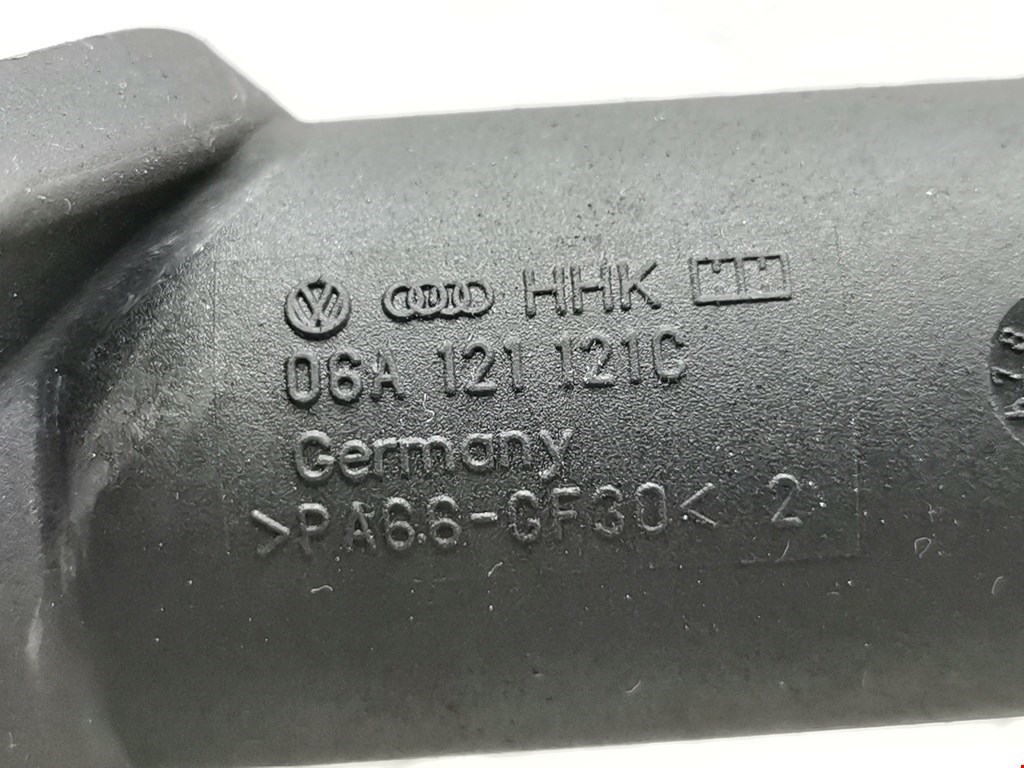 HHK
06A 121 121C
Germany
>PA66-GF30< 2